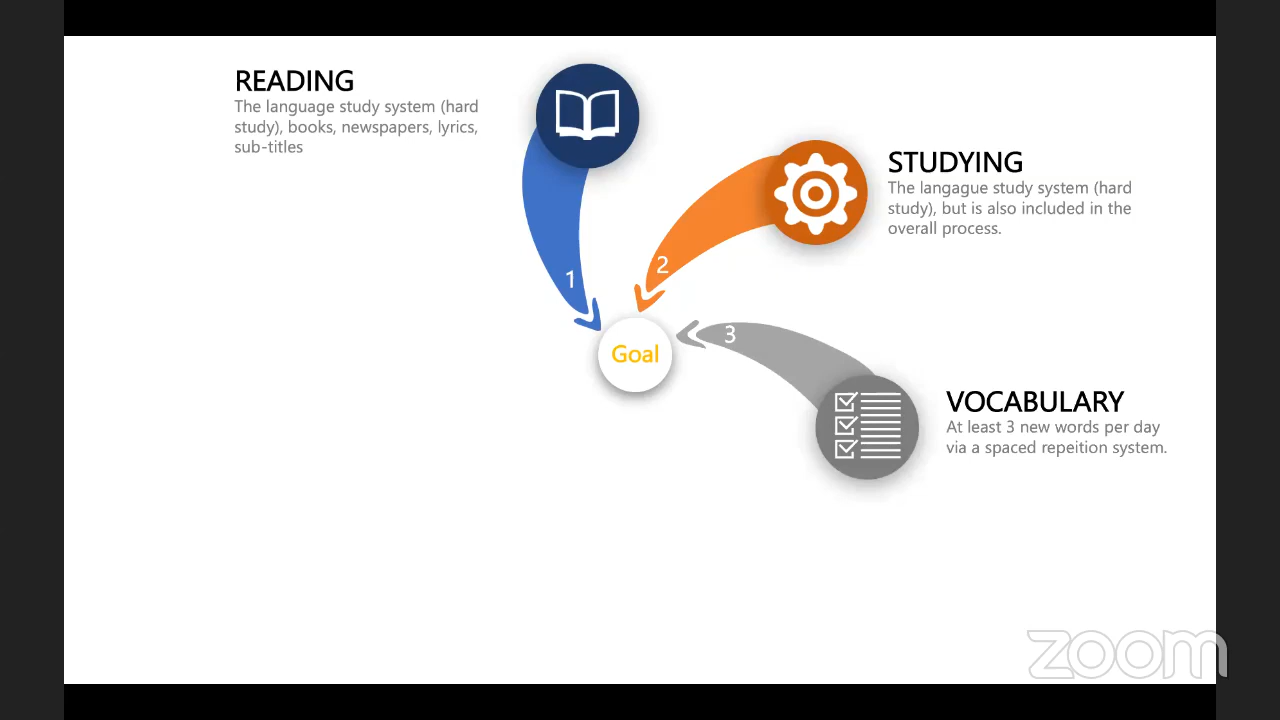 READING
The language study system (hard
study), books, newspapers, lyrics,
sub-titles
STUDYING
The langague study system (hard
study), but is also included in the
overall process.
1
2
3
Goal
VOCABULARY
At least 3 new words per day
via a spaced repeition system.
zoom